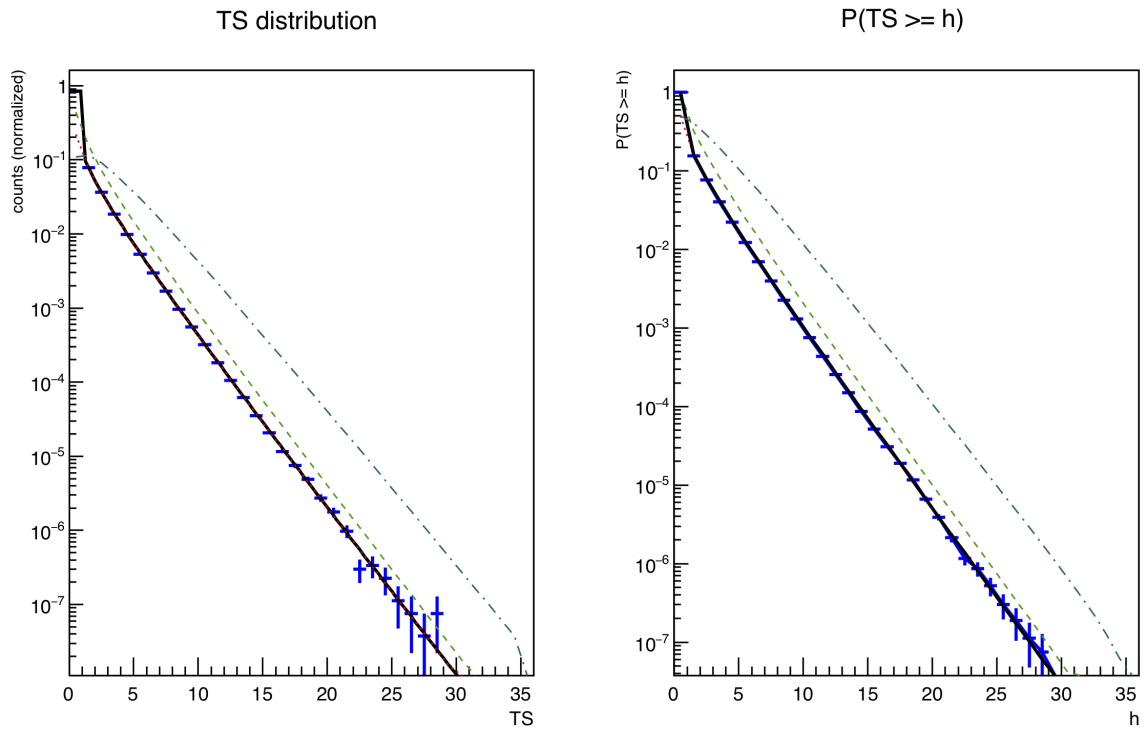 TS distribution
counts (normalized)
1
10⁻¹
10⁻²
10⁻³
10⁻⁴
10⁻⁵
10⁻⁶
10⁻⁷
0 5 10 15 20 25 30 35
TS
P(TS >= h)
P(TS >= h)
1
10⁻¹
10⁻²
10⁻³
10⁻⁴
10⁻⁵
10⁻⁶
10⁻⁷
0 5 10 15 20 25 30 35
h